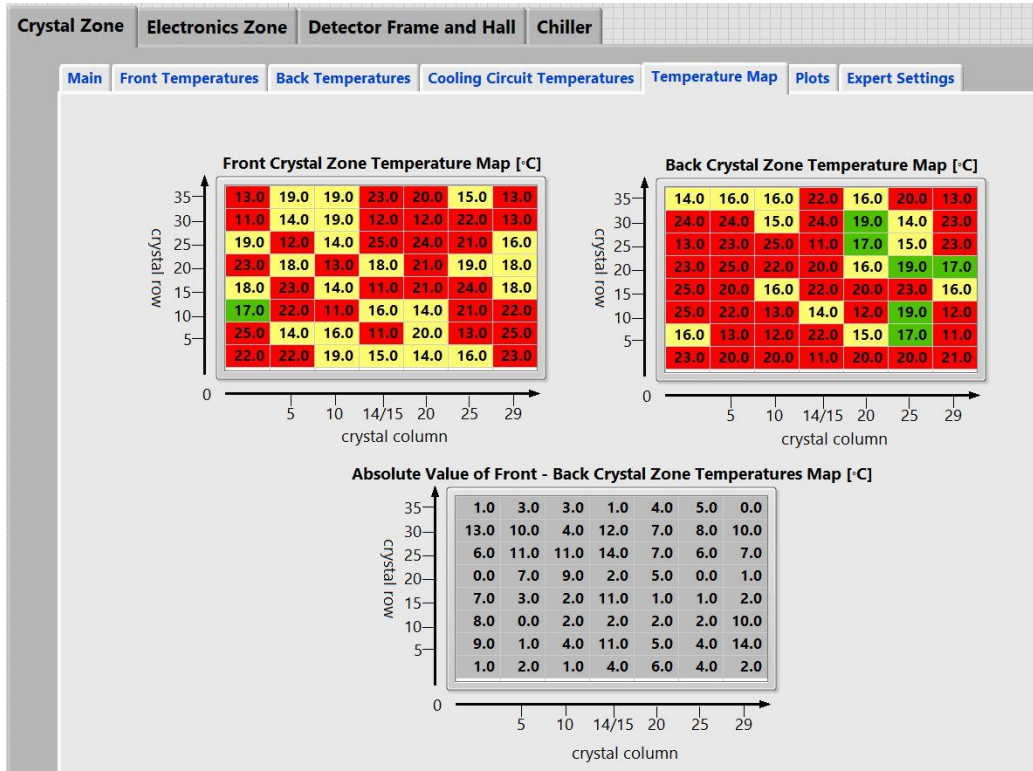 Crystal Zone Electronics Zone Detector Frame and Hall Chiller
Main Front Temperatures Back Temperatures Cooling Circuit Temperatures Temperature Map Plots Expert Settings
Front Crystal Zone Temperature Map [◦C]
crystal row
35 13.0 19.0 19.0 23.0 20.0 15.0 13.0
30 11.0 14.0 19.0 12.0 12.0 22.0 13.0
25 19.0 12.0 14.0 25.0 24.0 21.0 16.0
20 23.0 18.0 13.0 18.0 21.0 19.0 18.0
15 18.0 23.0 14.0 11.0 21.0 24.0 18.0
10 17.0 22.0 11.0 16.0 14.0 21.0 22.0
5 25.0 14.0 16.0 11.0 20.0 13.0 25.0
22.0 22.0 19.0 15.0 14.0 16.0 23.0
0
5 10 14/15 20 25 29
crystal column
Back Crystal Zone Temperature Map [◦C]
crystal row
35 14.0 16.0 16.0 22.0 16.0 20.0 13.0
30 24.0 24.0 15.0 24.0 19.0 14.0 23.0
25 13.0 23.0 25.0 11.0 17.0 15.0 23.0
20 23.0 25.0 22.0 20.0 16.0 19.0 17.0
15 25.0 20.0 16.0 22.0 20.0 23.0 16.0
10 25.0 22.0 13.0 14.0 12.0 19.0 12.0
5 16.0 13.0 12.0 22.0 15.0 17.0 11.0
23.0 20.0 20.0 11.0 20.0 20.0 21.0
0
5 10 14/15 20 25 29
crystal column
Absolute Value of Front - Back Crystal Zone Temperatures Map [◦C]
crystal row
35 1.0 3.0 3.0 1.0 4.0 5.0 0.0
30 13.0 10.0 4.0 12.0 7.0 8.0 10.0
25 6.0 11.0 11.0 14.0 7.0 6.0 7.0
20 0.0 7.0 9.0 2.0 5.0 0.0 1.0
15 7.0 3.0 2.0 11.0 1.0 1.0 2.0
10 8.0 0.0 2.0 2.0 2.0 2.0 10.0
5 9.0 1.0 4.0 11.0 5.0 4.0 14.0
1.0 2.0 1.0 4.0 6.0 4.0 2.0
0
5 10 14/15 20 25 29
crystal column